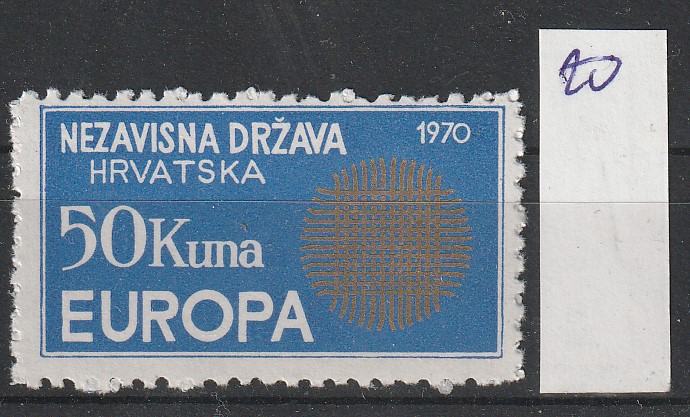 NEZAVISNA DRŽAVA 1970
HRVATSKA
50Kuna
EUROPA